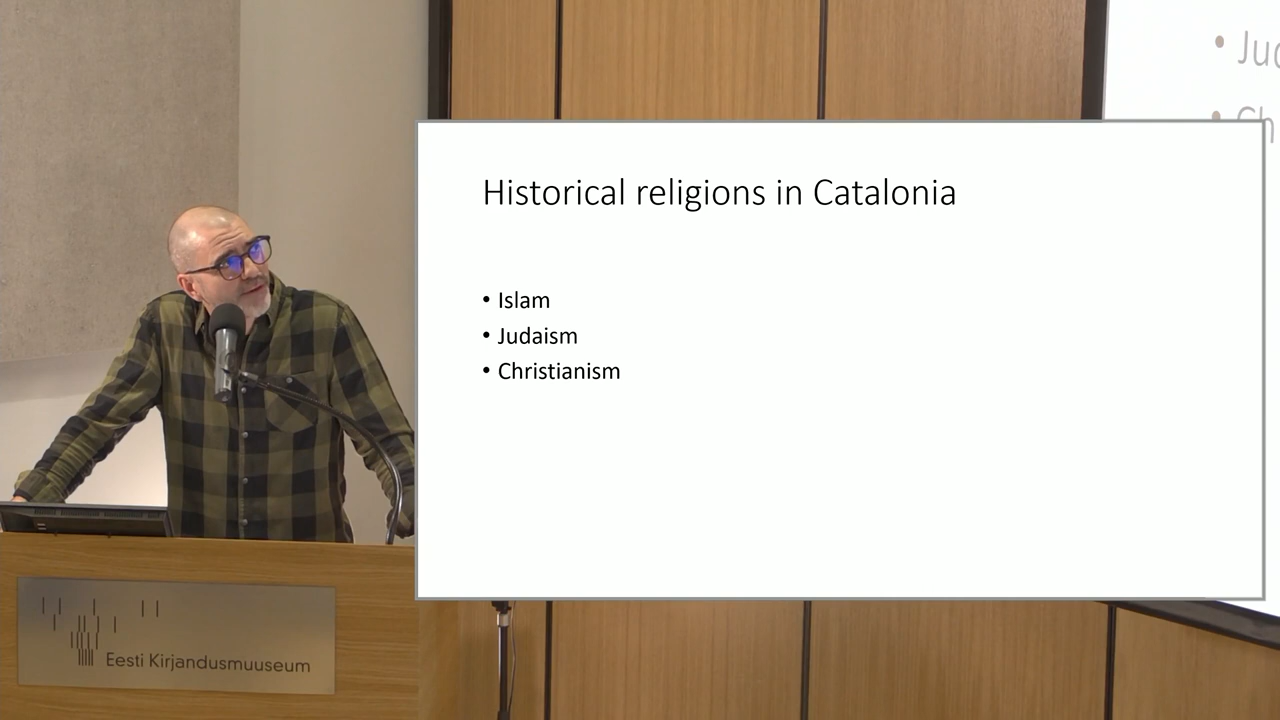 Historical religions in Catalonia
• Islam
• Judaism
• Christianism
Eesti Kirjandusmuuseum